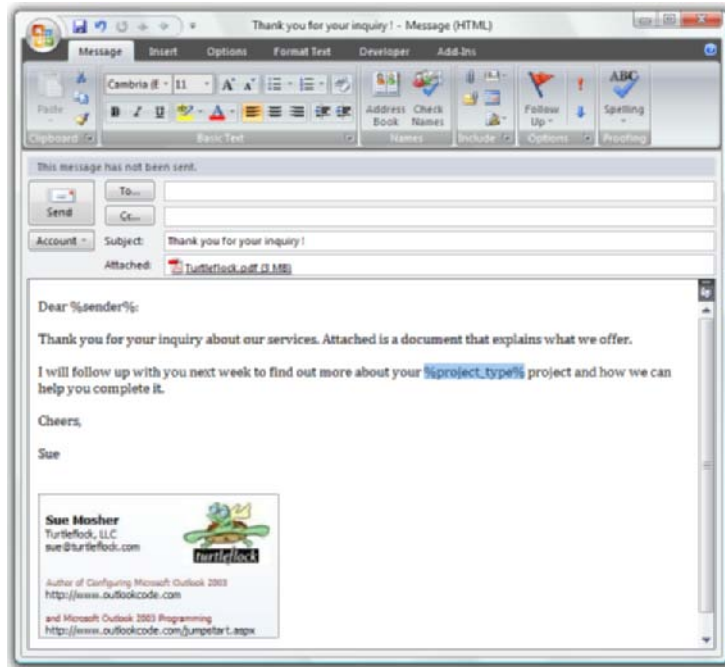 Thank you for your inquiry! - Message (HTML)
Message Insert Options Format Text Developer Add-Ins
Paste
Cambria (E 11
Address Book
Check Names
Follow Up
ABC
Spelling
Clipboard Basic Text Names Include Options Proofing
This message has not been sent.
Send
To...
Cc...
Account
Subject: Thank you for your inquiry!
Attached: Turtleflock.pdf (3 MB)
Dear %sender%:
Thank you for your inquiry about our services. Attached is a document that explains what we offer.
I will follow up with you next week to find out more about your %project_type% project and how we can
help you complete it.
Cheers,
Sue
Sue Mosher
Turtleflock, LLC
sue@turtleflock.com
turtleflock
Author of Configuring Microsoft Outlook 2003
http://www.outlookcode.com
and Microsoft Outlook 2003 Programming
http://www.outlookcode.com/jumpstart.aspx